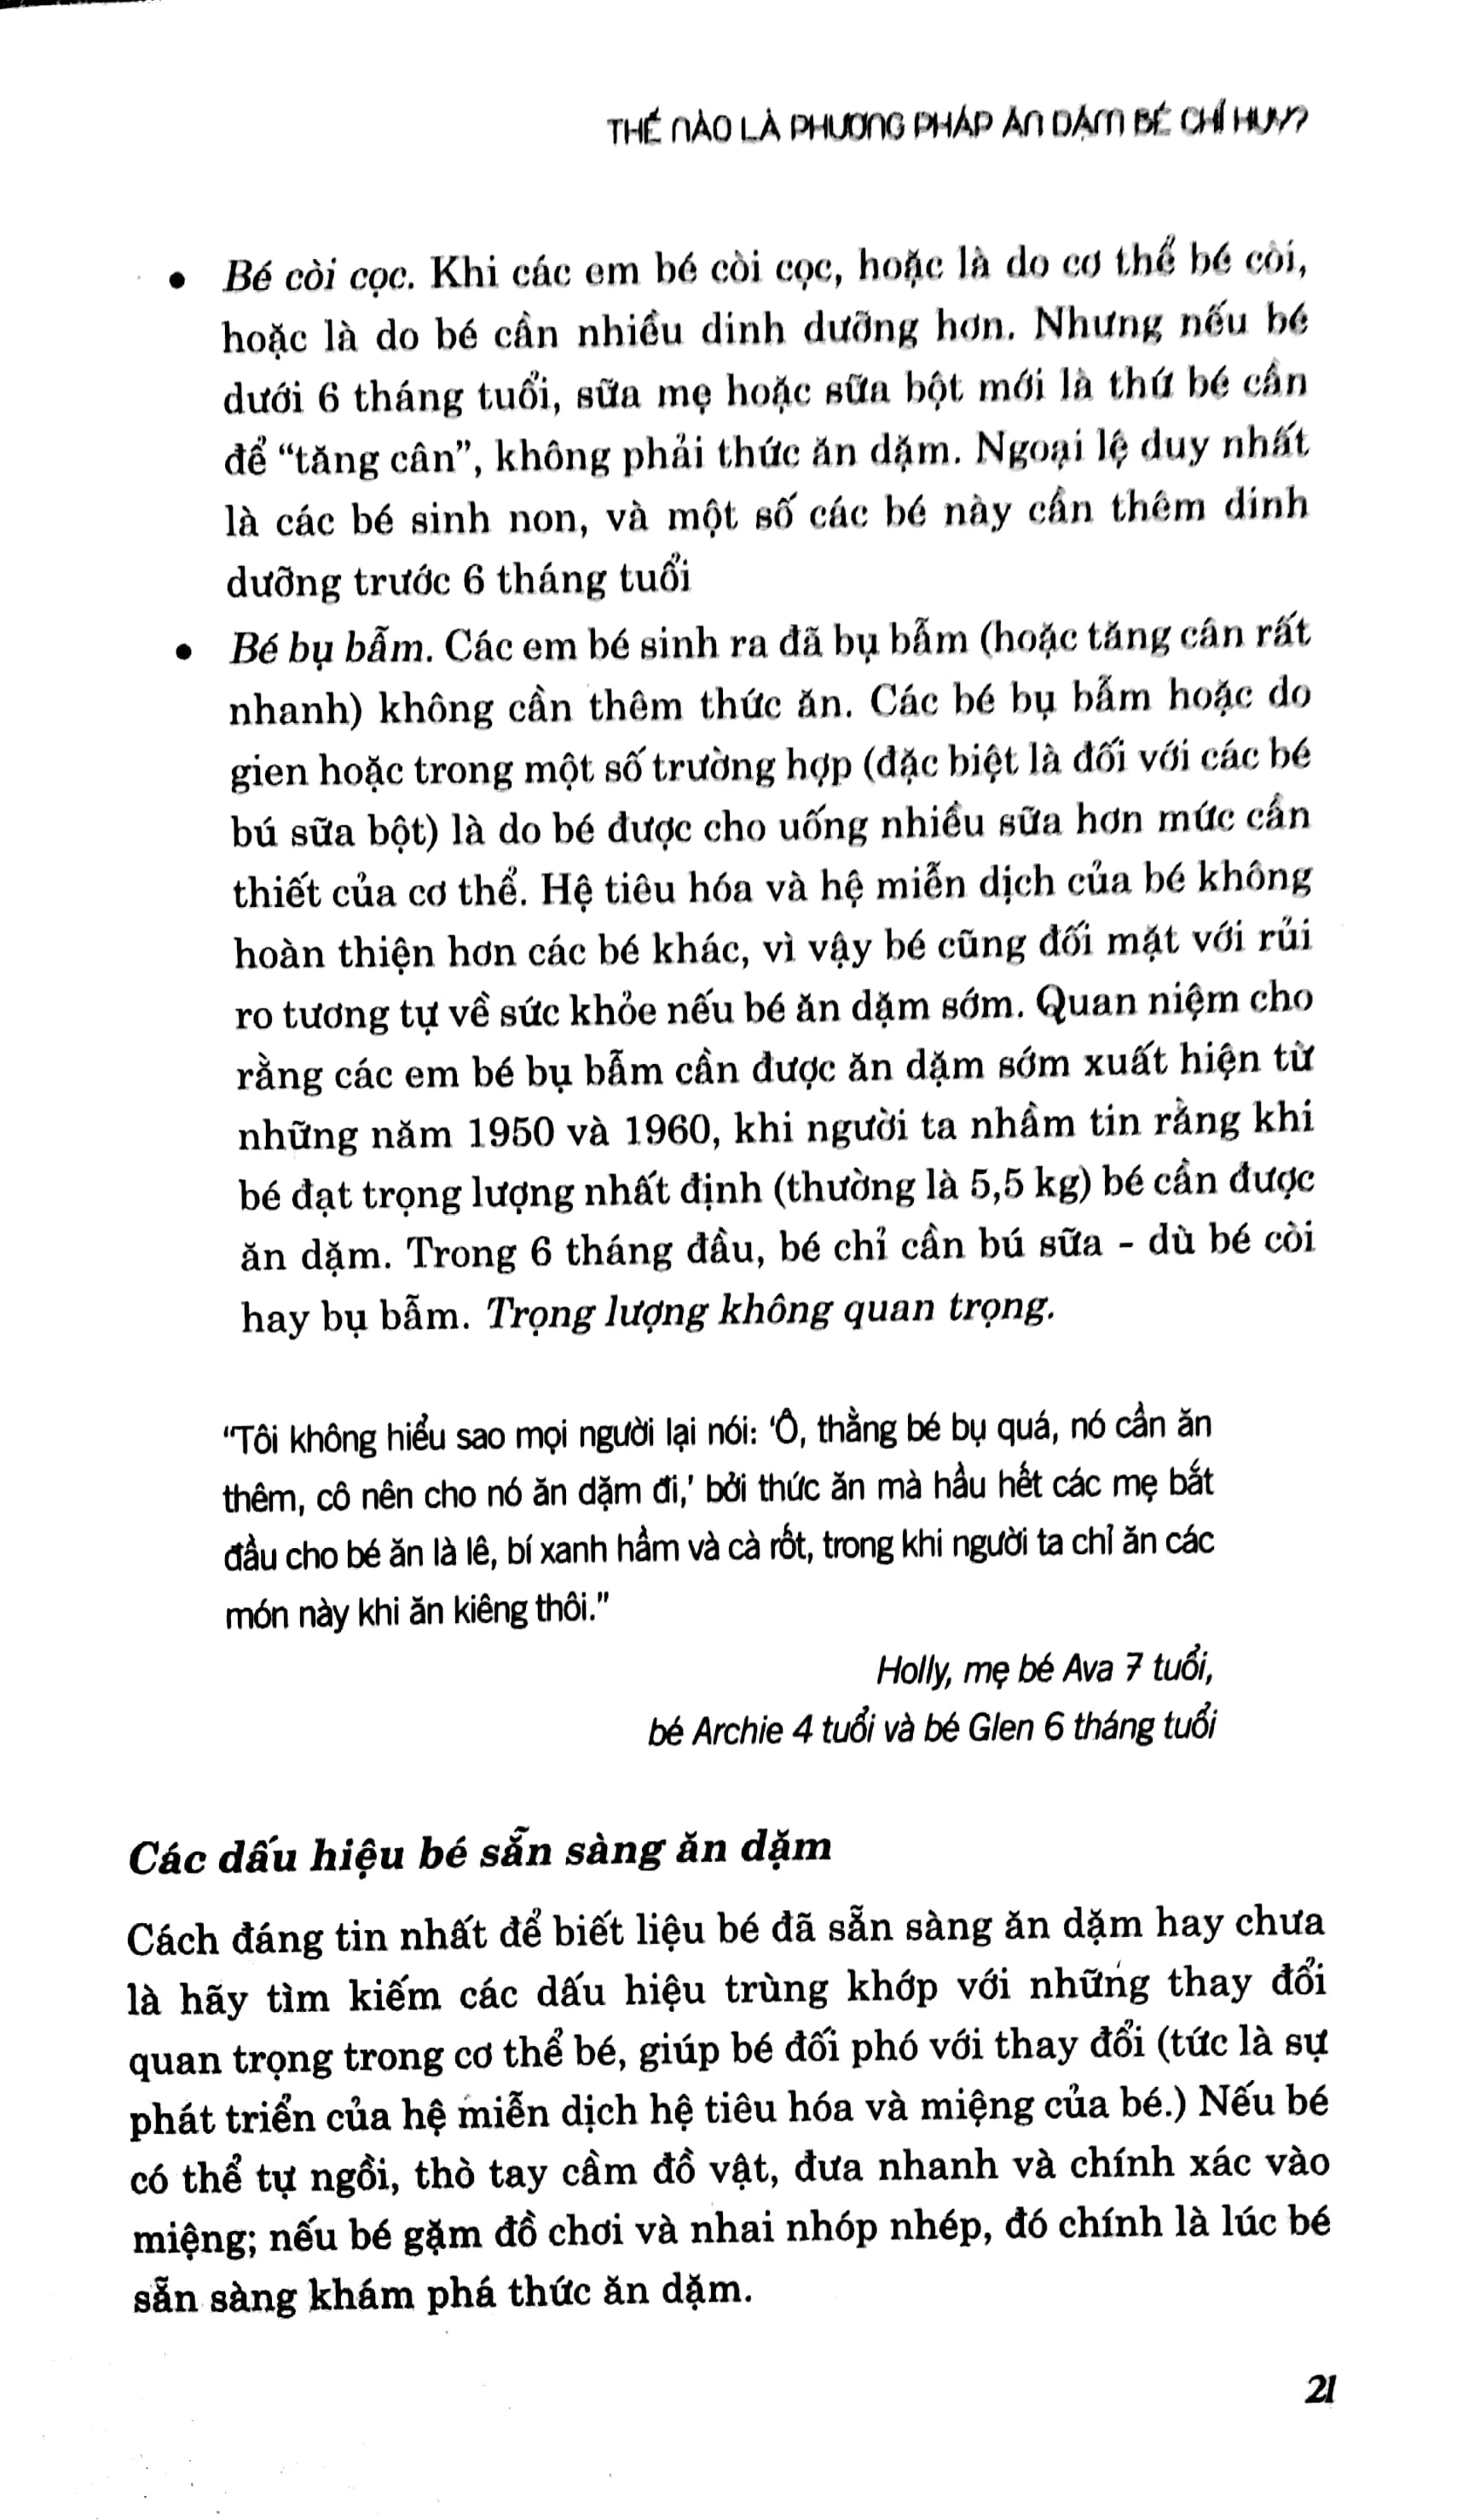 THẾ NÀO LÀ PHƯƠNG PHÁP ĂN DẶM BÉ CHỈ HUY?
• Bé còi cọc. Khi các em bé còi cọc, hoặc là do cơ thể bé còi,
hoặc là do bé cần nhiều dinh dưỡng hơn. Nhưng nếu bé
dưới 6 tháng tuổi, sữa mẹ hoặc sữa bột mới là thứ bé cần
để “tăng cân”, không phải thức ăn dặm. Ngoại lệ duy nhất
là các bé sinh non, và một số các bé này cần thêm dinh
dưỡng trước 6 tháng tuổi
• Bé bụ bẫm. Các em bé sinh ra đã bụ bẫm (hoặc tăng cân rất
nhanh) không cần thêm thức ăn. Các bé bụ bẫm hoặc do
gien hoặc trong một số trường hợp (đặc biệt là đối với các bé
bú sữa bột) là do bé được cho uống nhiều sữa hơn mức cần
thiết của cơ thể. Hệ tiêu hóa và hệ miễn dịch của bé không
hoàn thiện hơn các bé khác, vì vậy bé cũng đối mặt với rủi
ro tương tự về sức khỏe nếu bé ăn dặm sớm. Quan niệm cho
rằng các em bé bụ bẫm cần được ăn dặm sớm xuất hiện từ
những năm 1950 và 1960, khi người ta nhầm tin rằng khi
bé đạt trọng lượng nhất định (thường là 5,5 kg) bé cần được
ăn dặm. Trong 6 tháng đầu, bé chỉ cần bú sữa - dù bé còi
hay bụ bẫm. Trọng lượng không quan trọng.
“Tôi không hiểu sao mọi người lại nói: ‘Ô, thằng bé bụ quá, nó cần ăn
thêm, cô nên cho nó ăn dặm đi,’ bởi thức ăn mà hầu hết các mẹ bắt
đầu cho bé ăn là lê, bí xanh hầm và cà rốt, trong khi người ta chỉ ăn các
món này khi ăn kiêng thôi.”
Holly, mẹ bé Ava 7 tuổi,
bé Archie 4 tuổi và bé Glen 6 tháng tuổi
Các dấu hiệu bé sẵn sàng ăn dặm
Cách đáng tin nhất để biết liệu bé đã sẵn sàng ăn dặm hay chưa
là hãy tìm kiếm các dấu hiệu trùng khớp với những thay đổi
quan trọng trong cơ thể bé, giúp bé đối phó với thay đổi (tức là sự
phát triển của hệ miễn dịch hệ tiêu hóa và miệng của bé.) Nếu bé
có thể tự ngồi, thò tay cầm đồ vật, đưa nhanh và chính xác vào
miệng; nếu bé gặm đồ chơi và nhai nhóp nhép, đó chính là lúc bé
sẵn sàng khám phá thức ăn dặm.
21